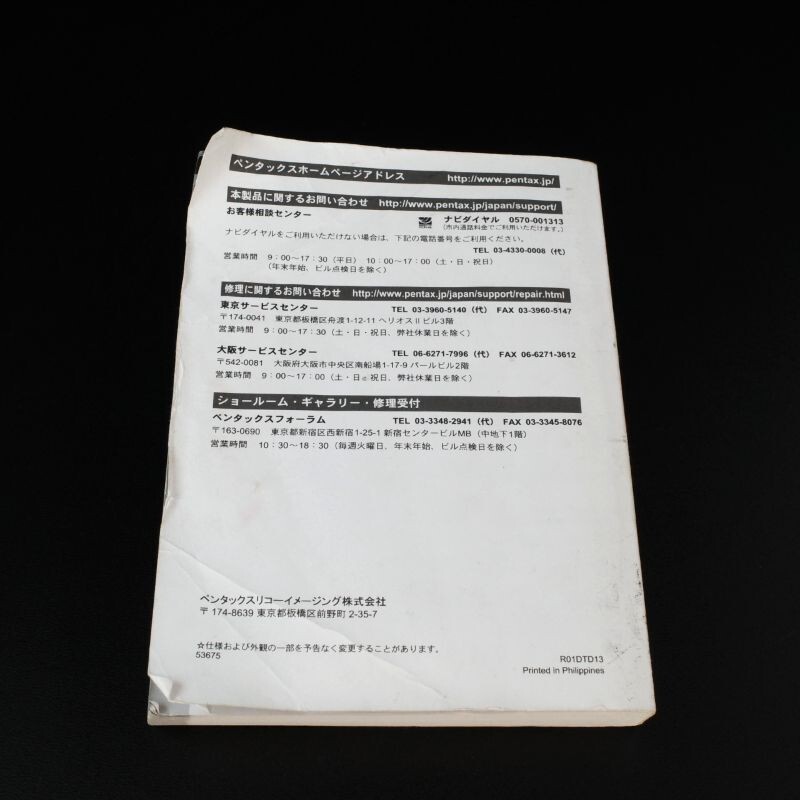 ペンタックスホームページアドレス http://www.pentax.jp/
本製品に関するお問い合わせ http://www.pentax.jp/japan/support/
お客様相談センター ナビダイヤル 0570-001313
(市内通話料金でご利用いただけます。)
ナビダイヤルをご利用いただけない場合は、下記の電話番号をご利用ください。
TEL 03-4330-0008（代）
営業時間 9：00～17：30（平日） 10：00～17：00（土・日・祝日）
（年末年始、ビル点検日を除く）
修理に関するお問い合わせ http://www.pentax.jp/japan/support/repair.html
東京サービスセンター TEL 03-3960-5140（代） FAX 03-3960-5147
〒174-0041 東京都板橋区舟渡1-12-11 ヘリオスⅡビル3階
営業時間 9：00～17：30（土・日・祝日、弊社休業日を除く）
大阪サービスセンター TEL 06-6271-7996（代） FAX 06-6271-3612
〒542-0081 大阪府大阪市中央区南船場1-17-9 パールビル2階
営業時間 9：00～17：00（土・日・祝日、弊社休業日を除く）
ショールーム・ギャラリー・修理受付
ペンタックスフォーラム TEL 03-3348-2941（代） FAX 03-3345-8076
〒163-0690 東京都新宿区西新宿1-25-1 新宿センタービルMB（中地下1階）
営業時間 10：30～18：30（毎週火曜日、年末年始、ビル点検日を除く）
ペンタックスリコーイメージング株式会社
〒174-8639 東京都板橋区前野町 2-35-7
☆仕様および外観の一部を予告なく変更することがあります。
53675 R01DTD13
Printed in Philippines